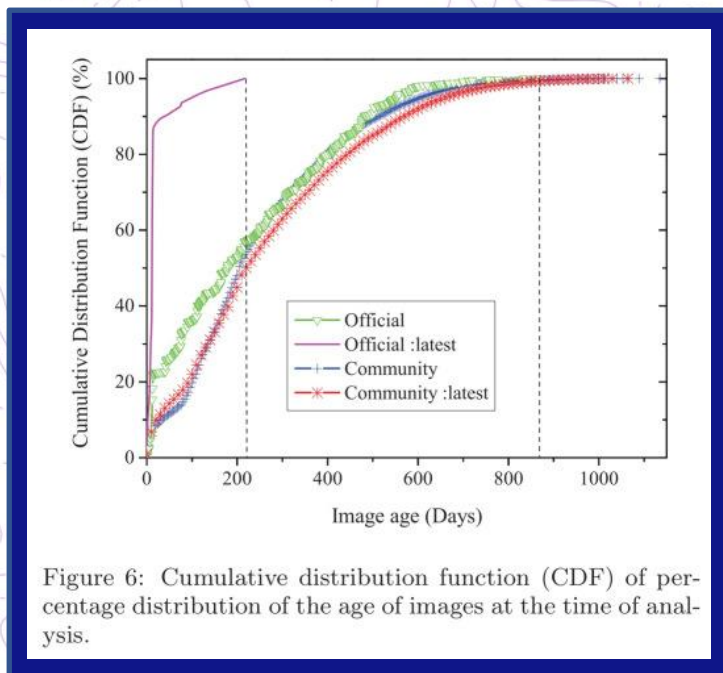 Cumulative Distribution Function (CDF) (%)
100
80
60
40
20
0
Official
Official :latest
Community
Community :latest
0 200 400 600 800 1000
Image age (Days)
Figure 6: Cumulative distribution function (CDF) of per-
centage distribution of the age of images at the time of anal-
ysis.